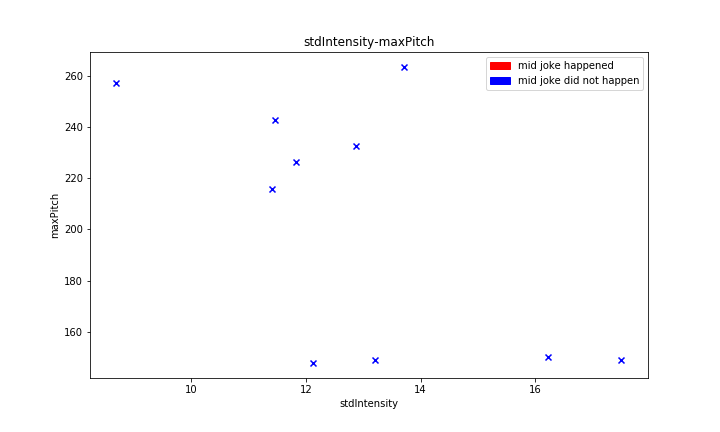 stdIntensity-maxPitch
mid joke happened
mid joke did not happen
maxPitch
260
240
220
200
180
160
10 12 14 16
stdIntensity